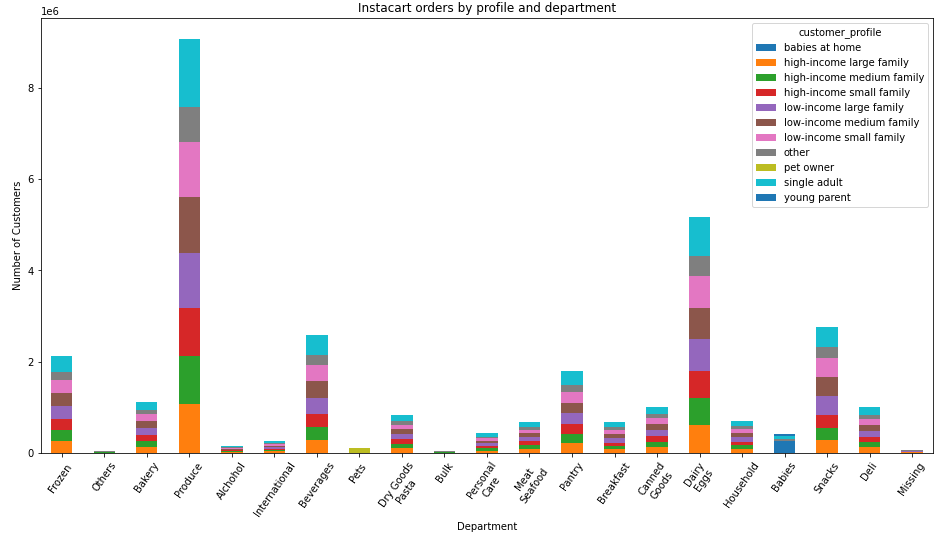 Instacart orders by profile and department
1e6
customer_profile
babies at home
high-income large family
high-income medium family
high-income small family
low-income large family
low-income medium family
low-income small family
other
pet owner
single adult
young parent
8
6
4
2
0
Number of Customers
Frozen
Others
Bakery
Produce
Alchohol
International
Beverages
Pets
Dry Goods
Pasta
Bulk
Personal
Care
Meat
Seafood
Pantry
Breakfast
Canned
Goods
Dairy
Eggs
Household
Babies
Snacks
Deli
Missing
Department